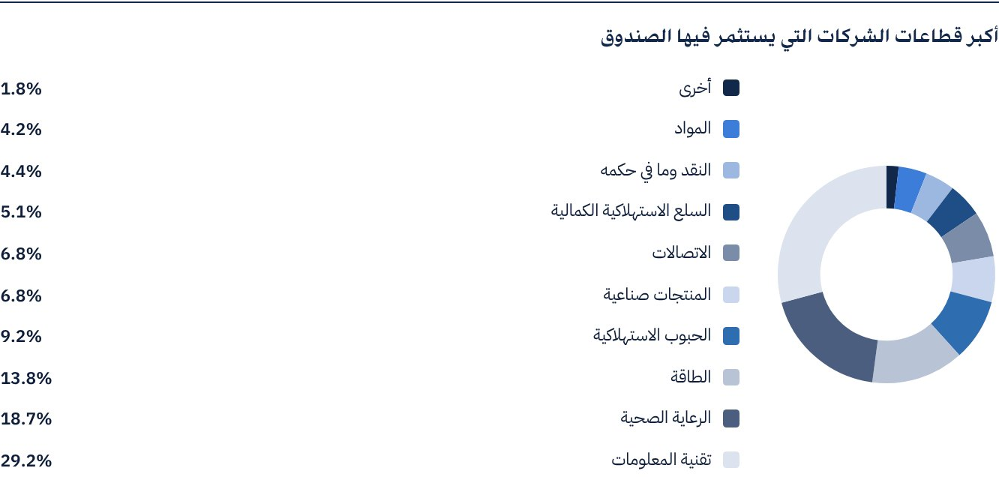 أكبر قطاعات الشركات التي يستثمر فيها الصندوق
أخرى 1.8%
المواد 4.2%
النقد وما في حكمه 4.4%
السلع الاستهلاكية الكمالية 5.1%
الاتصالات 6.8%
المنتجات صناعية 6.8%
الحبوب الاستهلاكية 9.2%
الطاقة 13.8%
الرعاية الصحية 18.7%
تقنية المعلومات 29.2%